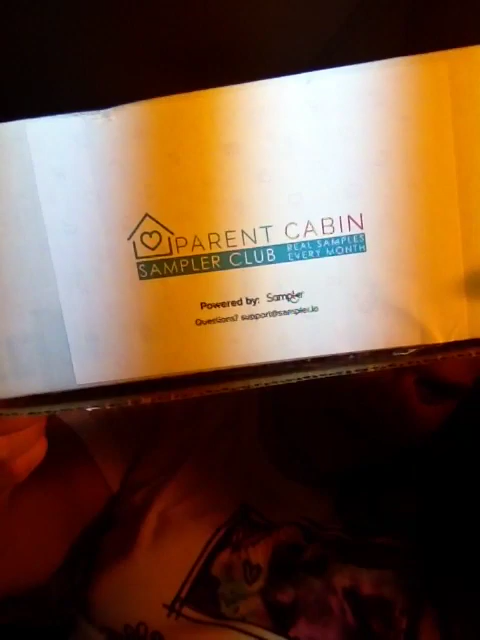 PARENT CABIN
SAMPLER CLUB
REAL SAMPLES
EVERY MONTH
Powered by: Sampler
Questions? support@sampler.io